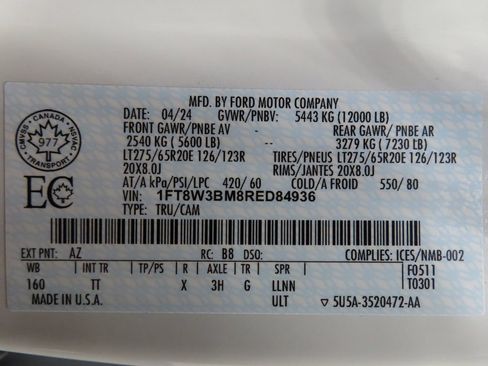 MFD. BY FORD MOTOR COMPANY
DATE: 04/24 GVWR/PNBV: 5443 KG (12000 LB)
FRONT GAWR/PNBE AV REAR GAWR/ PNBE AR
2540 KG ( 5600 LB) 3279 KG ( 7230 LB)
LT275/65R20E 126/123R TIRES/PNEUS LT275/65R20E 126/123R
20X8.0J RIMS/JANTES 20X8.0J
AT/A kPa/PSI/LPC 420/ 60 COLD/A FROID 550/ 80
VIN: 1FT8W3BM8RED84936
TYPE: TRU/CAM
CMVSS - CANADA - NSVAC
977
TRANSPORT
EC
EXT PNT: AZ RC: B8 DSO: COMPLIES: ICES/NMB-002
WB INT TR TP/PS R AXLE TR SPR F0511
160 TT X 3H G LLNN T0301
MADE IN U.S.A. ULT ▽ 5U5A-3520472-AA